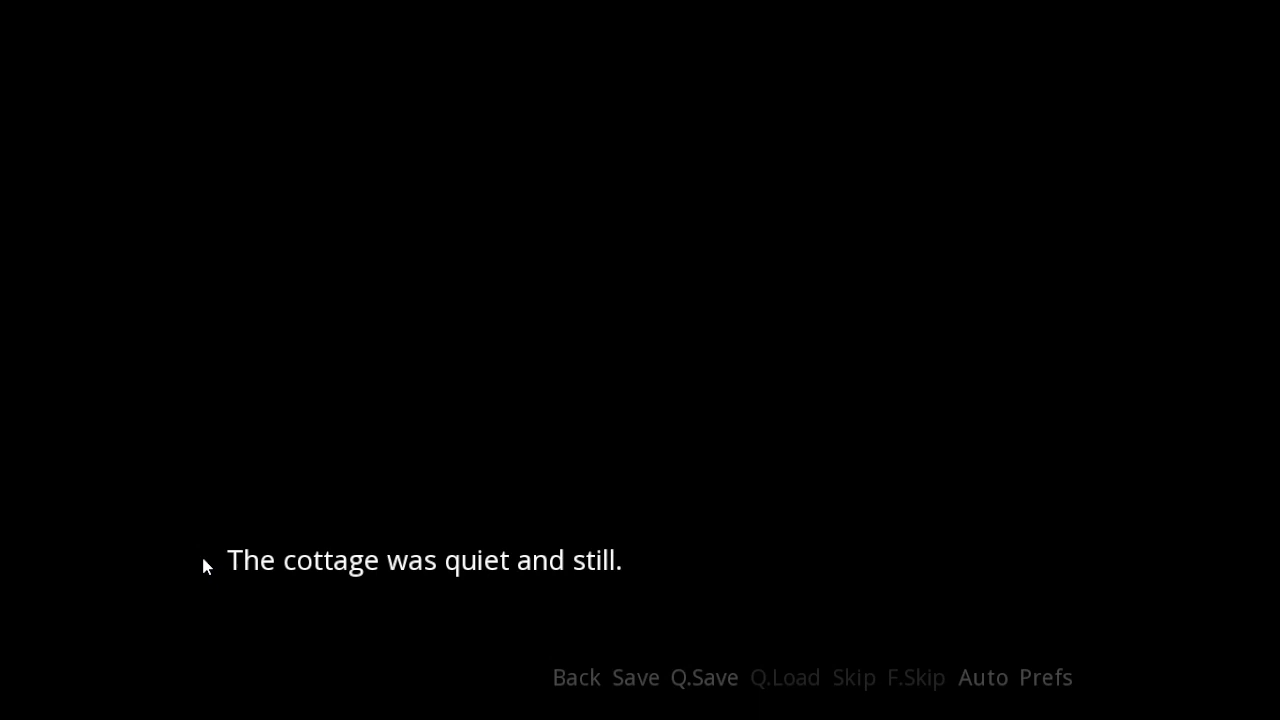 The cottage was quiet and still.
Back Save Q.Save Q.Load Skip F.Skip Auto Prefs